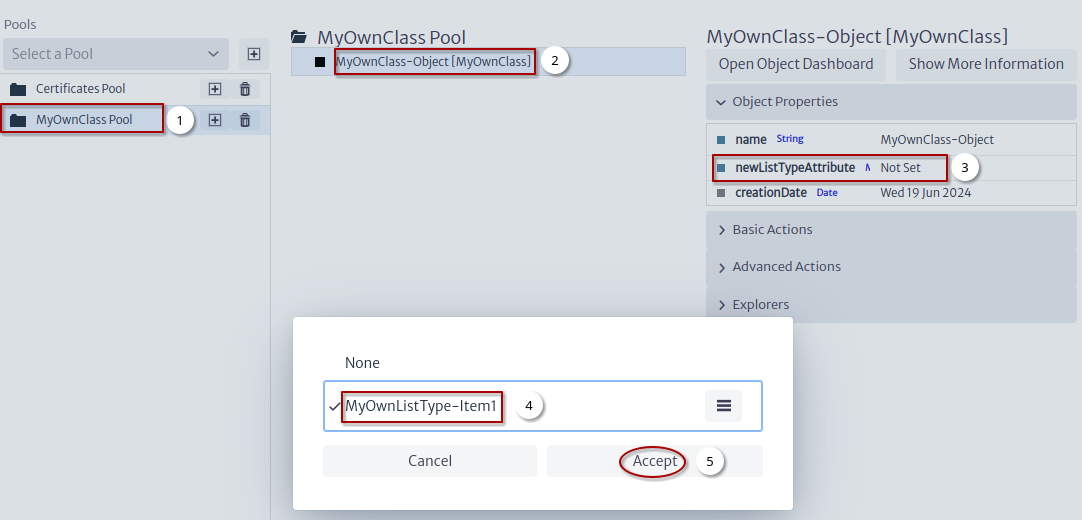 Pools
Select a Pool
Certificates Pool
MyOwnClass Pool
1
MyOwnClass Pool
MyOwnClass-Object [MyOwnClass]
2
MyOwnClass-Object [MyOwnClass]
Open Object Dashboard
Show More Information
Object Properties
name String MyOwnClass-Object
newListTypeAttribute M Not Set
3
creationDate Date Wed 19 Jun 2024
Basic Actions
Advanced Actions
Explorers
None
MyOwnListType-Item1
4
Cancel
Accept
5